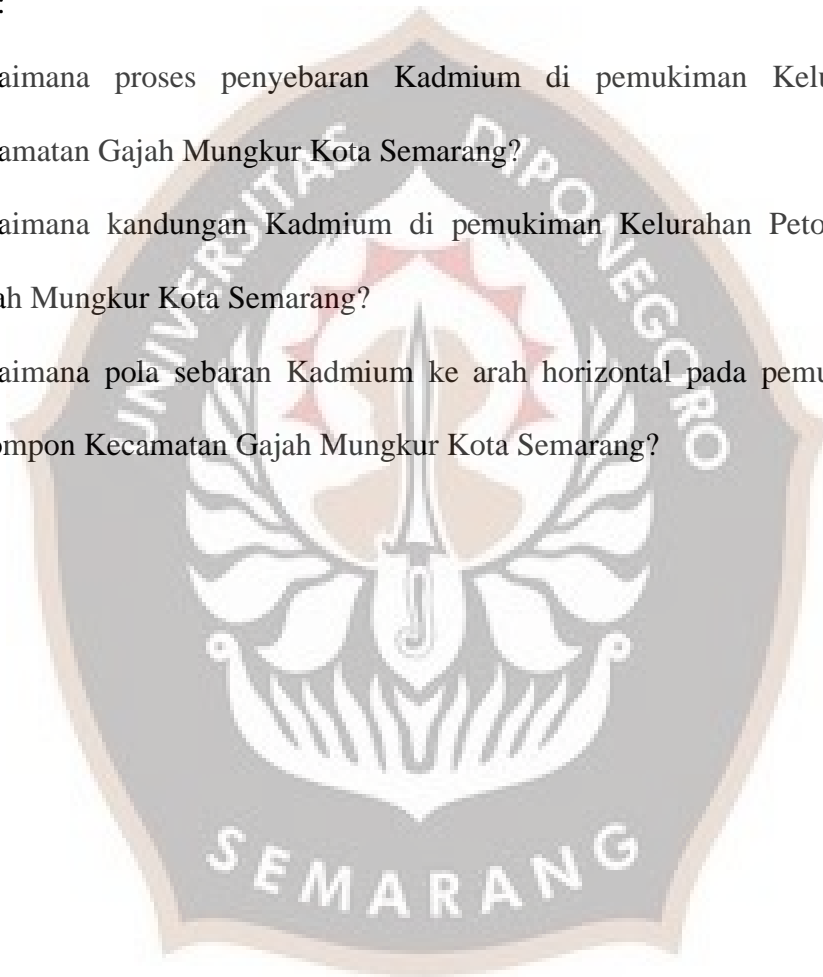 aimana proses penyebaran Kadmium di pemukiman Kelu
amatan Gajah Mungkur Kota Semarang?
aimana kandungan Kadmium di pemukiman Kelurahan Peto
ah Mungkur Kota Semarang?
aimana pola sebaran Kadmium ke arah horizontal pada pemu
ompon Kecamatan Gajah Mungkur Kota Semarang?
UNIVERSITAS DIPONEGORO
SEMARANG